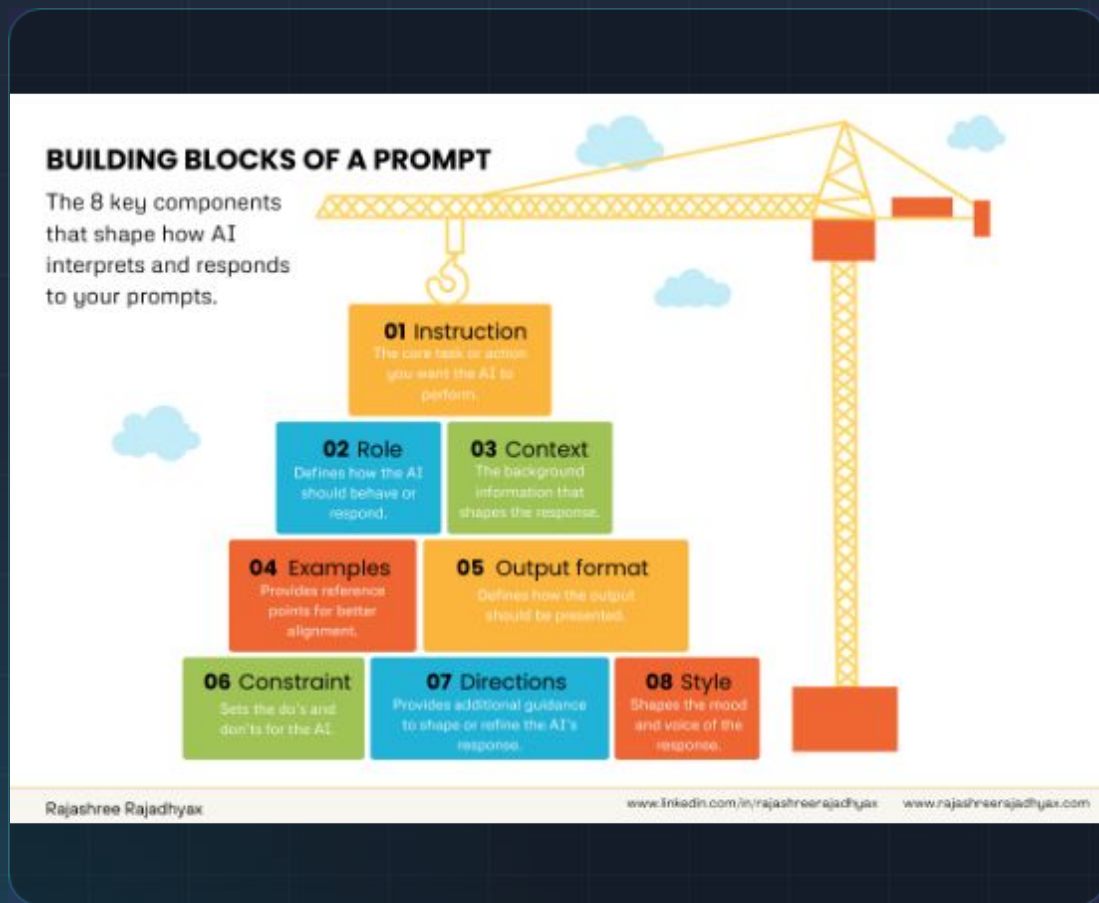 BUILDING BLOCKS OF A PROMPT
The 8 key components
that shape how AI
interprets and responds
to your prompts.
01 Instruction
The core task or action
you want the AI to
perform.
02 Role
Defines how the AI
should behave or
respond.
03 Context
The background
information that
shapes the response.
04 Examples
Provides reference
points for better
alignment.
05 Output format
Defines how the output
should be presented.
06 Constraint
Sets the do's and
don'ts for the AI.
07 Directions
Provides additional guidance
to shape or refine the AI's
response.
08 Style
Shapes the mood
and voice of the
response.
Rajashree Rajadhyax
www.linkedin.com/in/rajashreerajadhyax
www.rajashreerajadhyax.com